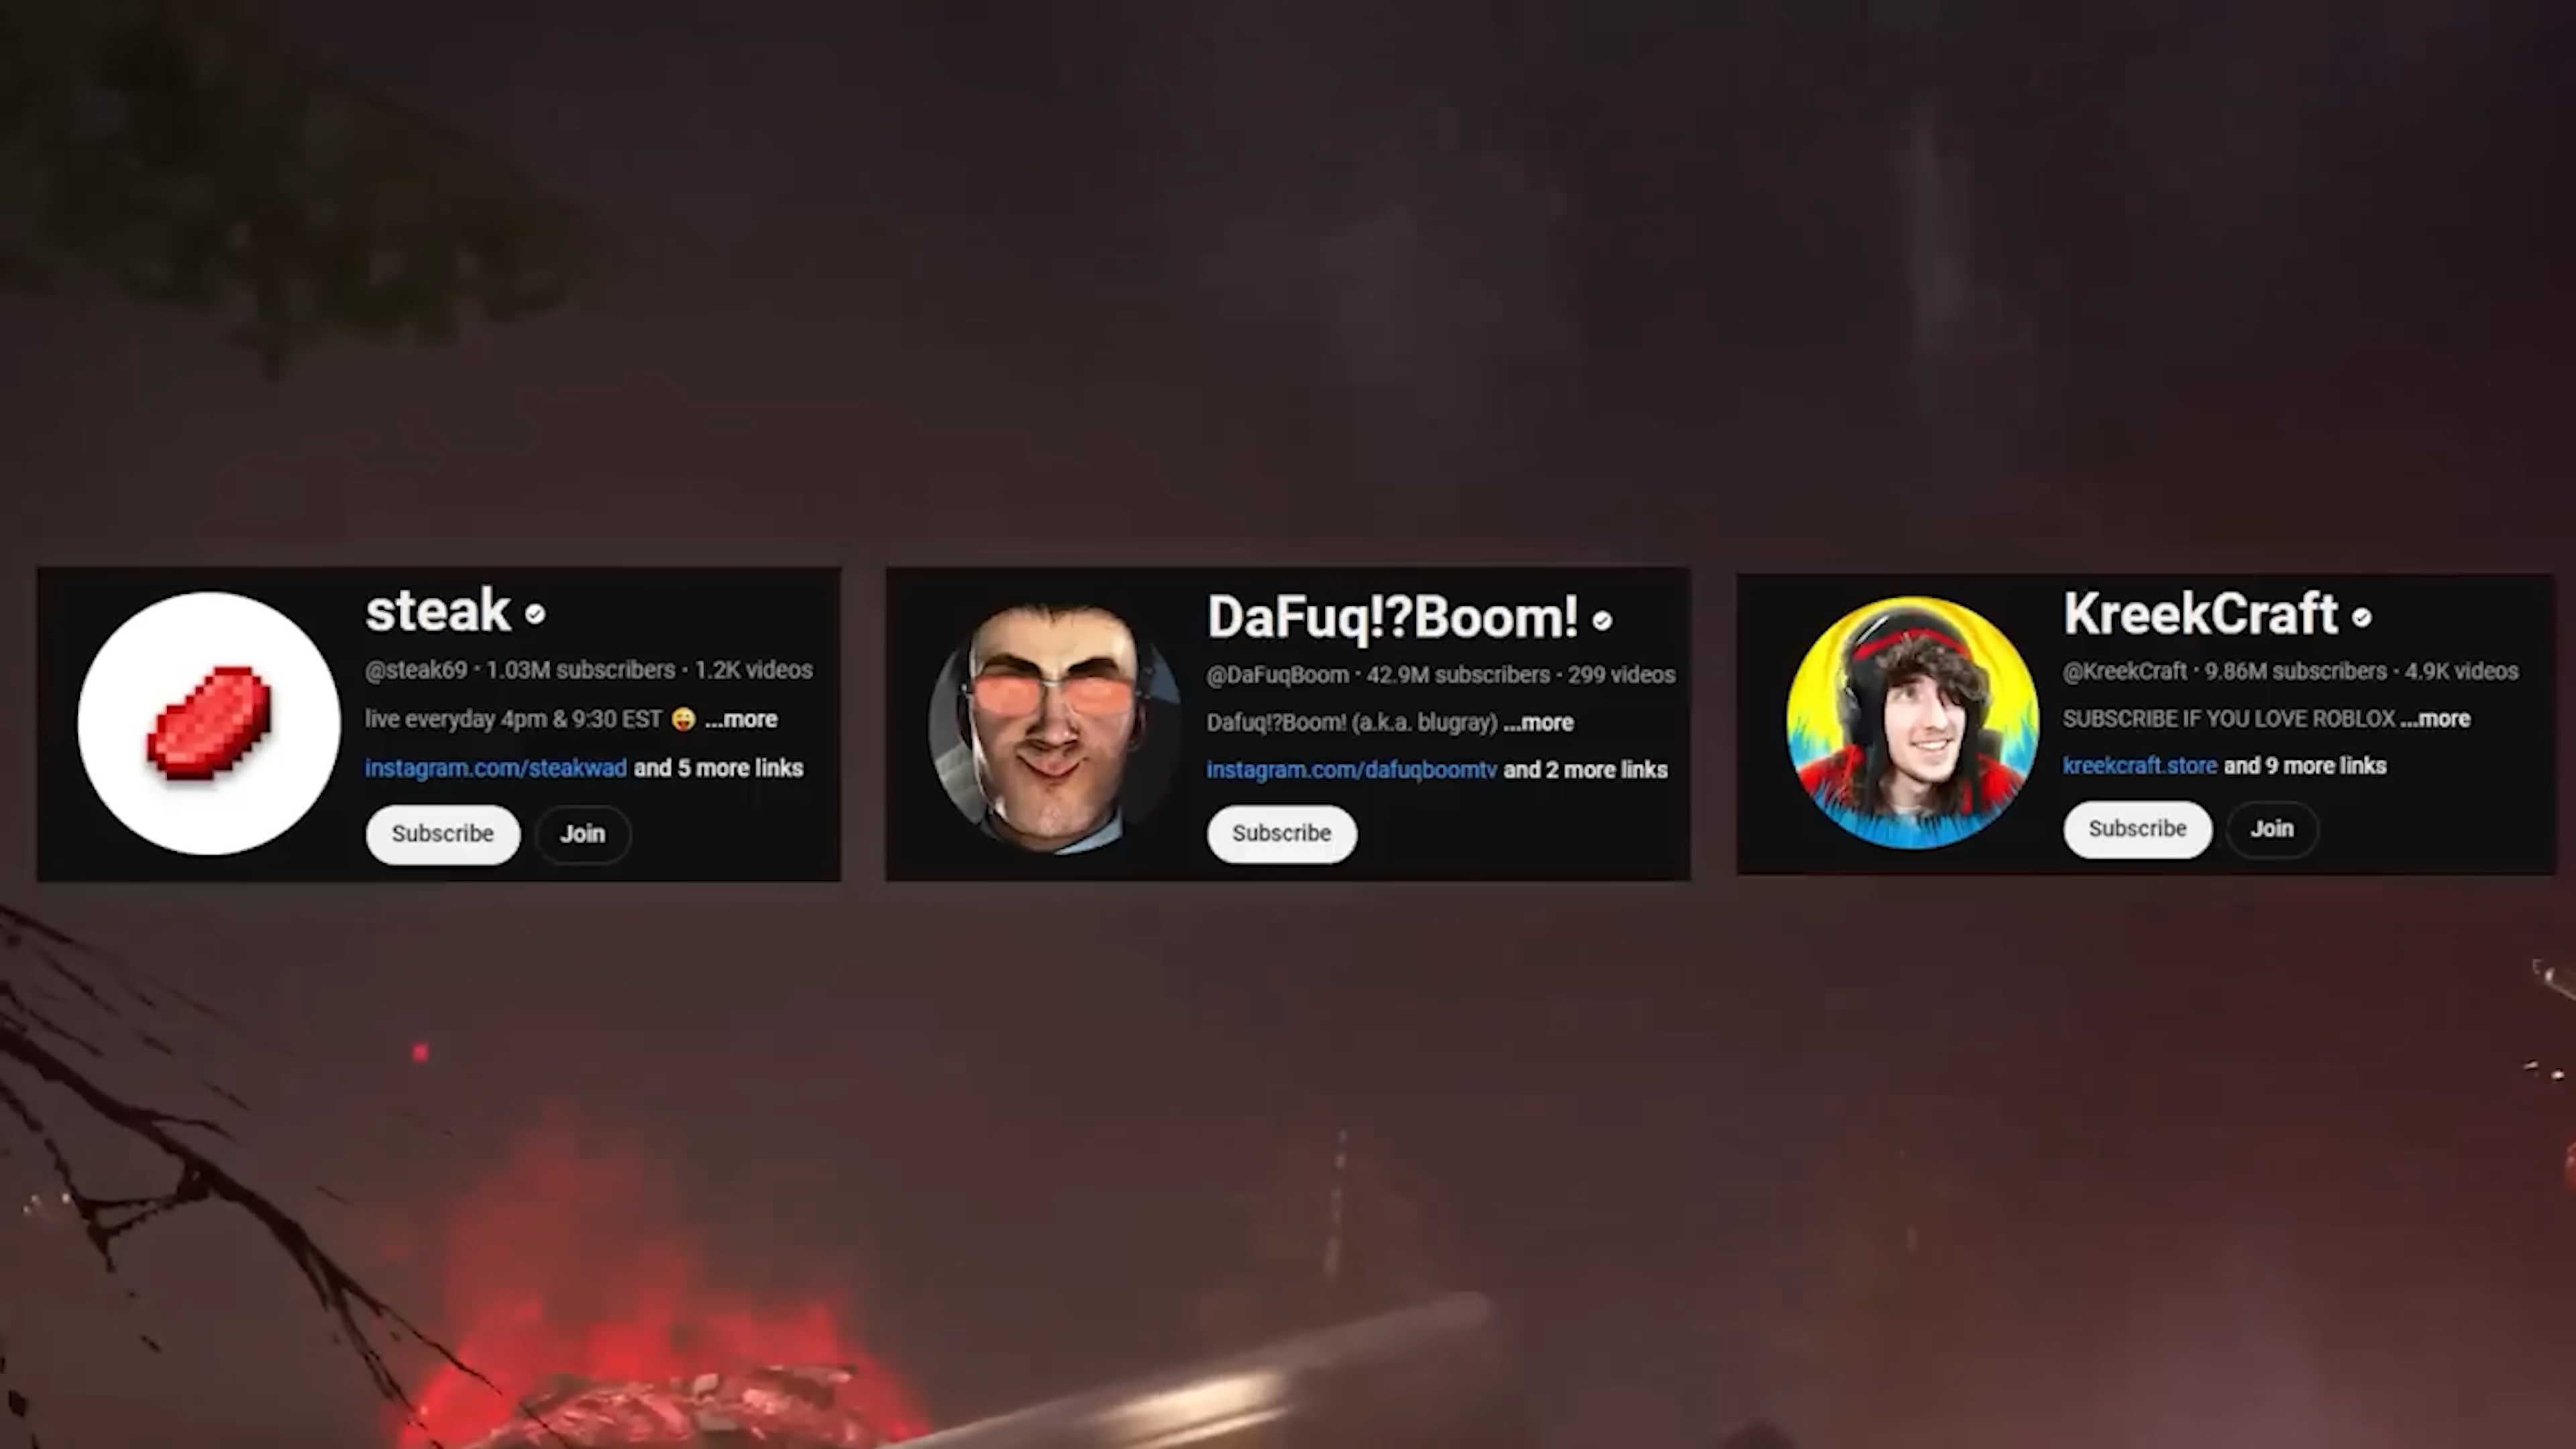 steak
@steak69 · 1.03M subscribers · 1.2K videos
live everyday 4pm & 9:30 EST 😜 ...more
instagram.com/steakwad and 5 more links
Subscribe Join
DaFuq!?Boom!
@DaFuqBoom · 42.9M subscribers · 299 videos
Dafuq!?Boom! (a.k.a. blugray) ...more
instagram.com/dafuqboomtv and 2 more links
Subscribe
KreekCraft
@KreekCraft · 9.86M subscribers · 4.9K videos
SUBSCRIBE IF YOU LOVE ROBLOX ...more
kreekcraft.store and 9 more links
Subscribe Join